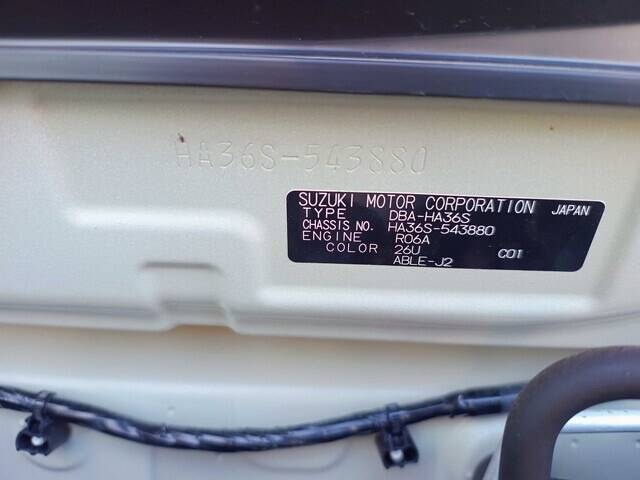 HA36S-543880
SUZUKI MOTOR CORPORATION JAPAN
TYPE DBA-HA36S
CHASSIS NO. HA36S-543880
ENGINE R06A
COLOR 26U C01
ABLE-J2